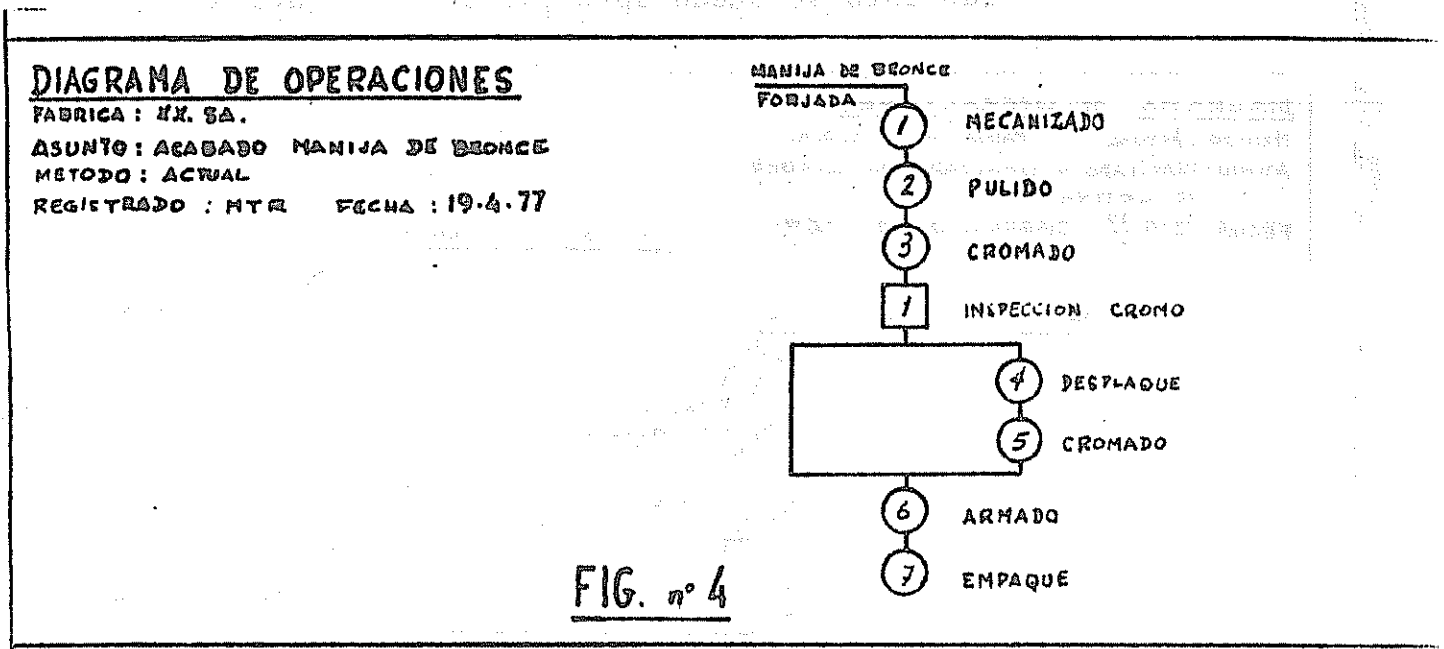 DIAGRAMA DE OPERACIONES
FABRICA: XX. SA.
ASUNTO: ACABADO MANIJA DE BRONCE
METODO: ACTUAL
REGISTRADO: MTR FECHA: 19.4.77
MANIJA DE BRONCE
FORJADA
1 MECANIZADO
2 PULIDO
3 CROMADO
1 INSPECCION CROMO
4 DESPLAQUE
5 CROMADO
6 ARMADO
7 EMPAQUE
FIG. nº 4